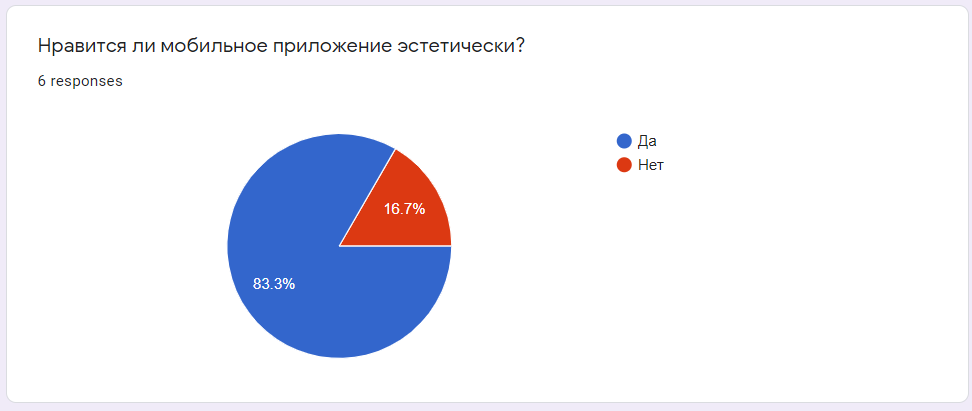 Нравится ли мобильное приложение эстетически?
6 responses
Да
Нет
16.7%
83.3%